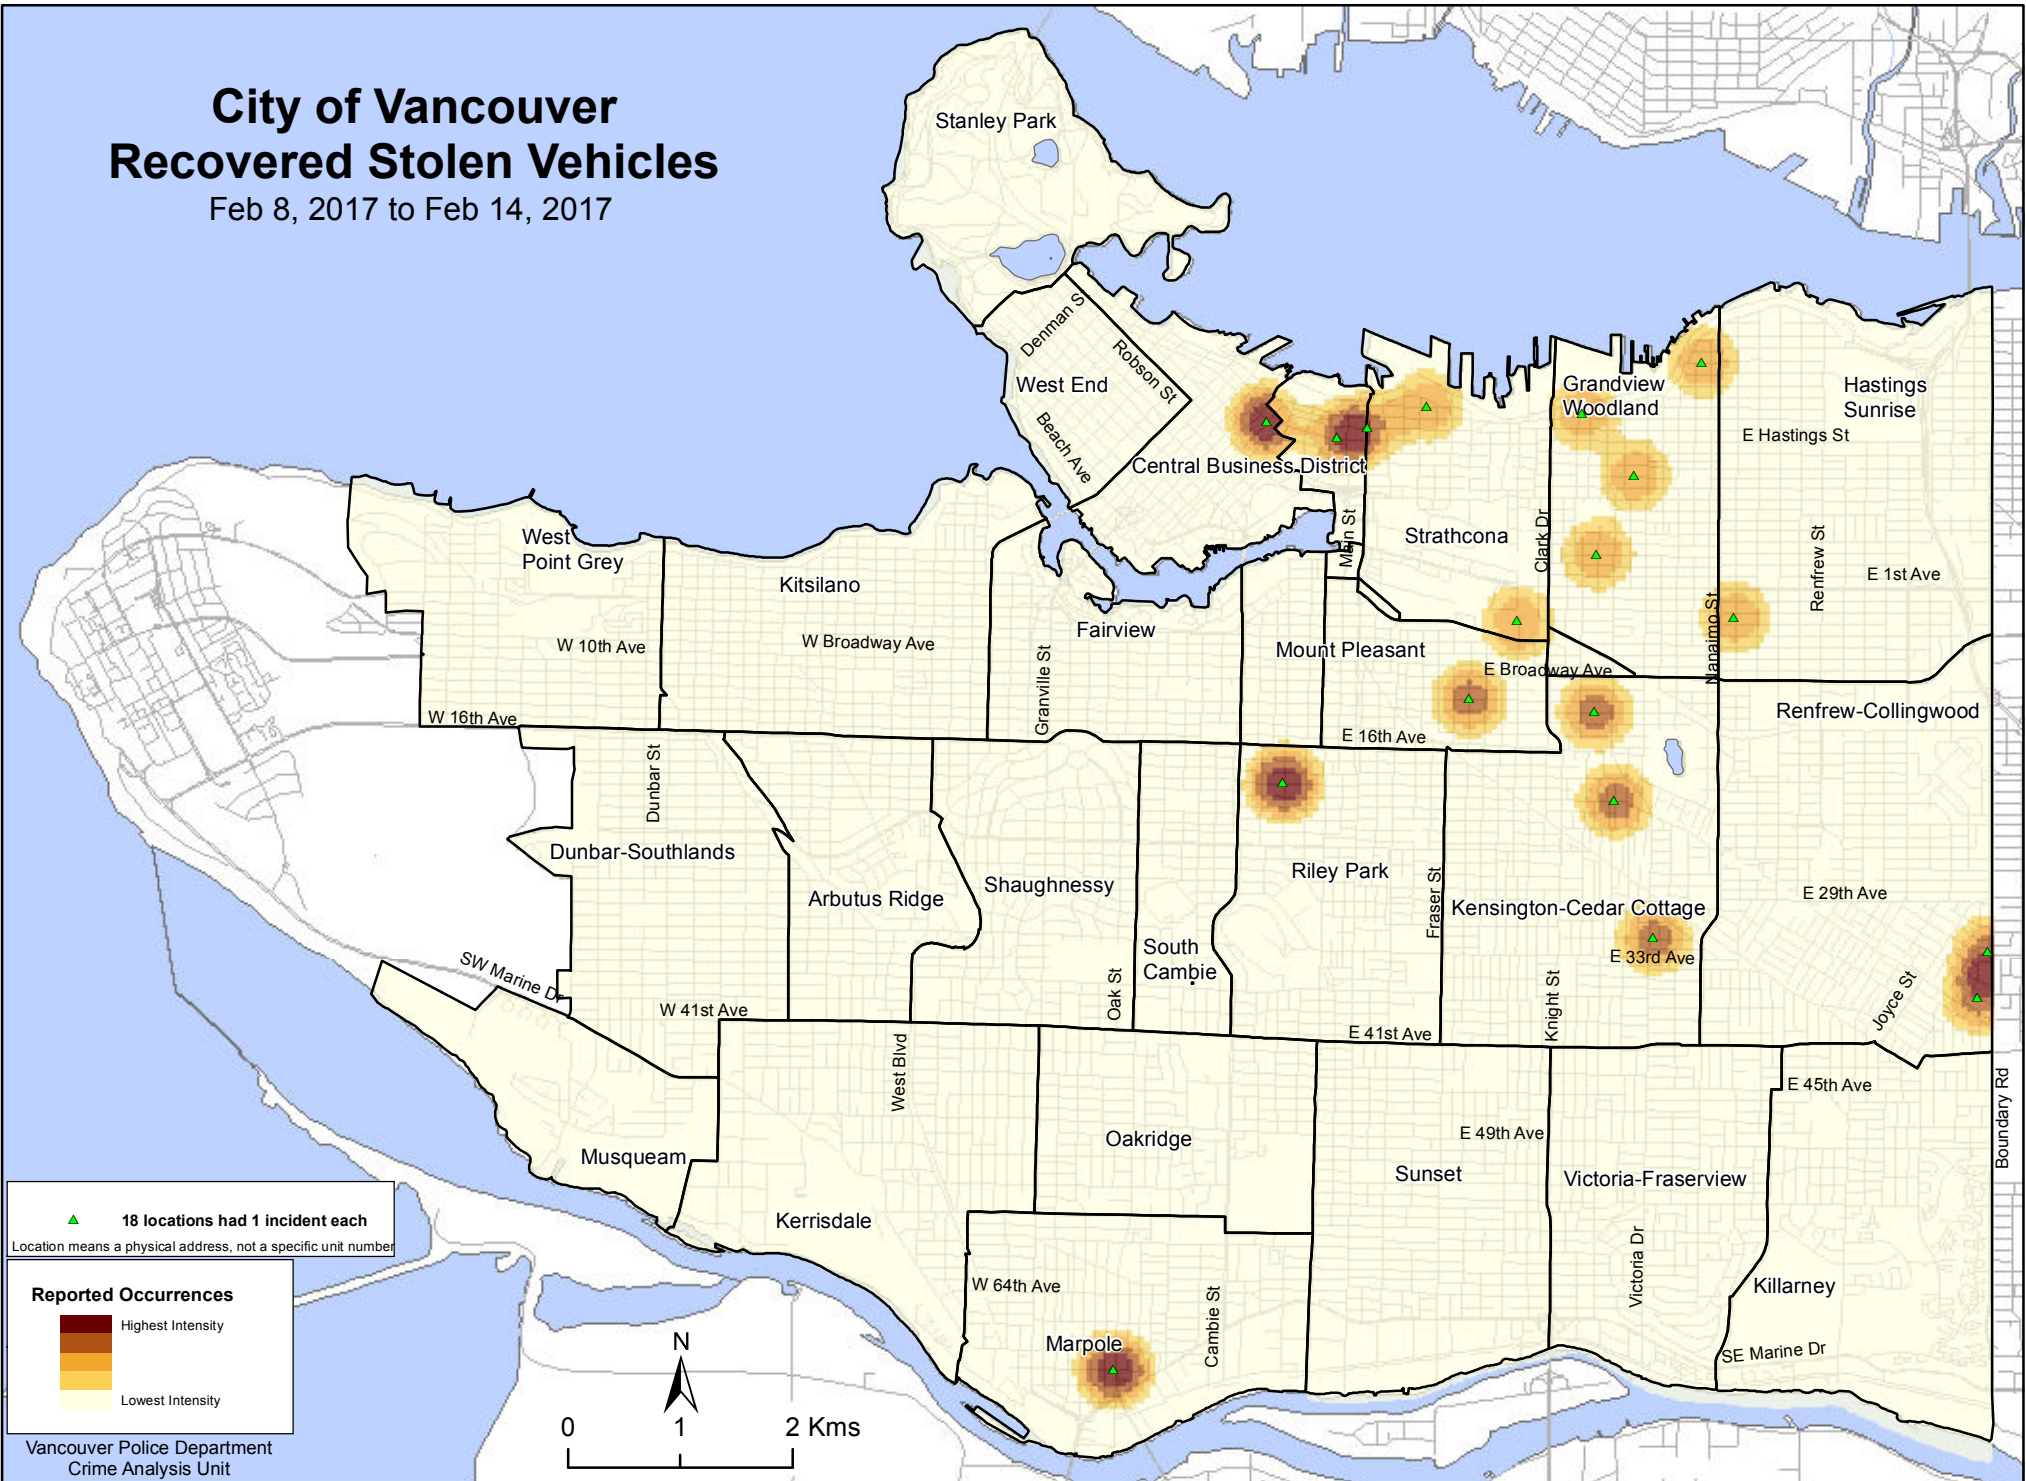 City of Vancouver
Recovered Stolen Vehicles
Feb 8, 2017 to Feb 14, 2017
Stanley Park
Denman S
Robson St
West End
Beach Ave
Central Business District
Grandview
Woodland
Hastings
Sunrise
E Hastings St
West
Point Grey
Kitsilano
Main St
Strathcona
Clark Dr
Renfrew St
E 1st Ave
Nanaimo St
W 10th Ave
W Broadway Ave
Fairview
Granville St
Mount Pleasant
E Broadway Ave
W 16th Ave
E 16th Ave
Renfrew-Collingwood
Dunbar St
Dunbar-Southlands
Arbutus Ridge
Shaughnessy
Riley Park
Fraser St
Kensington-Cedar Cottage
E 29th Ave
South
Cambie
Oak St
E 33rd Ave
Knight St
Joyce St
SW Marine Dr
W 41st Ave
E 41st Ave
West Blvd
E 45th Ave
Boundary Rd
Musqueam
Oakridge
E 49th Ave
Sunset
Victoria-Fraserview
Kerrisdale
Victoria Dr
W 64th Ave
Cambie St
Killarney
Marpole
SE Marine Dr
18 locations had 1 incident each
Location means a physical address, not a specific unit number
Reported Occurrences
Highest Intensity
Lowest Intensity
Vancouver Police Department
Crime Analysis Unit
N
0 1 2 Kms